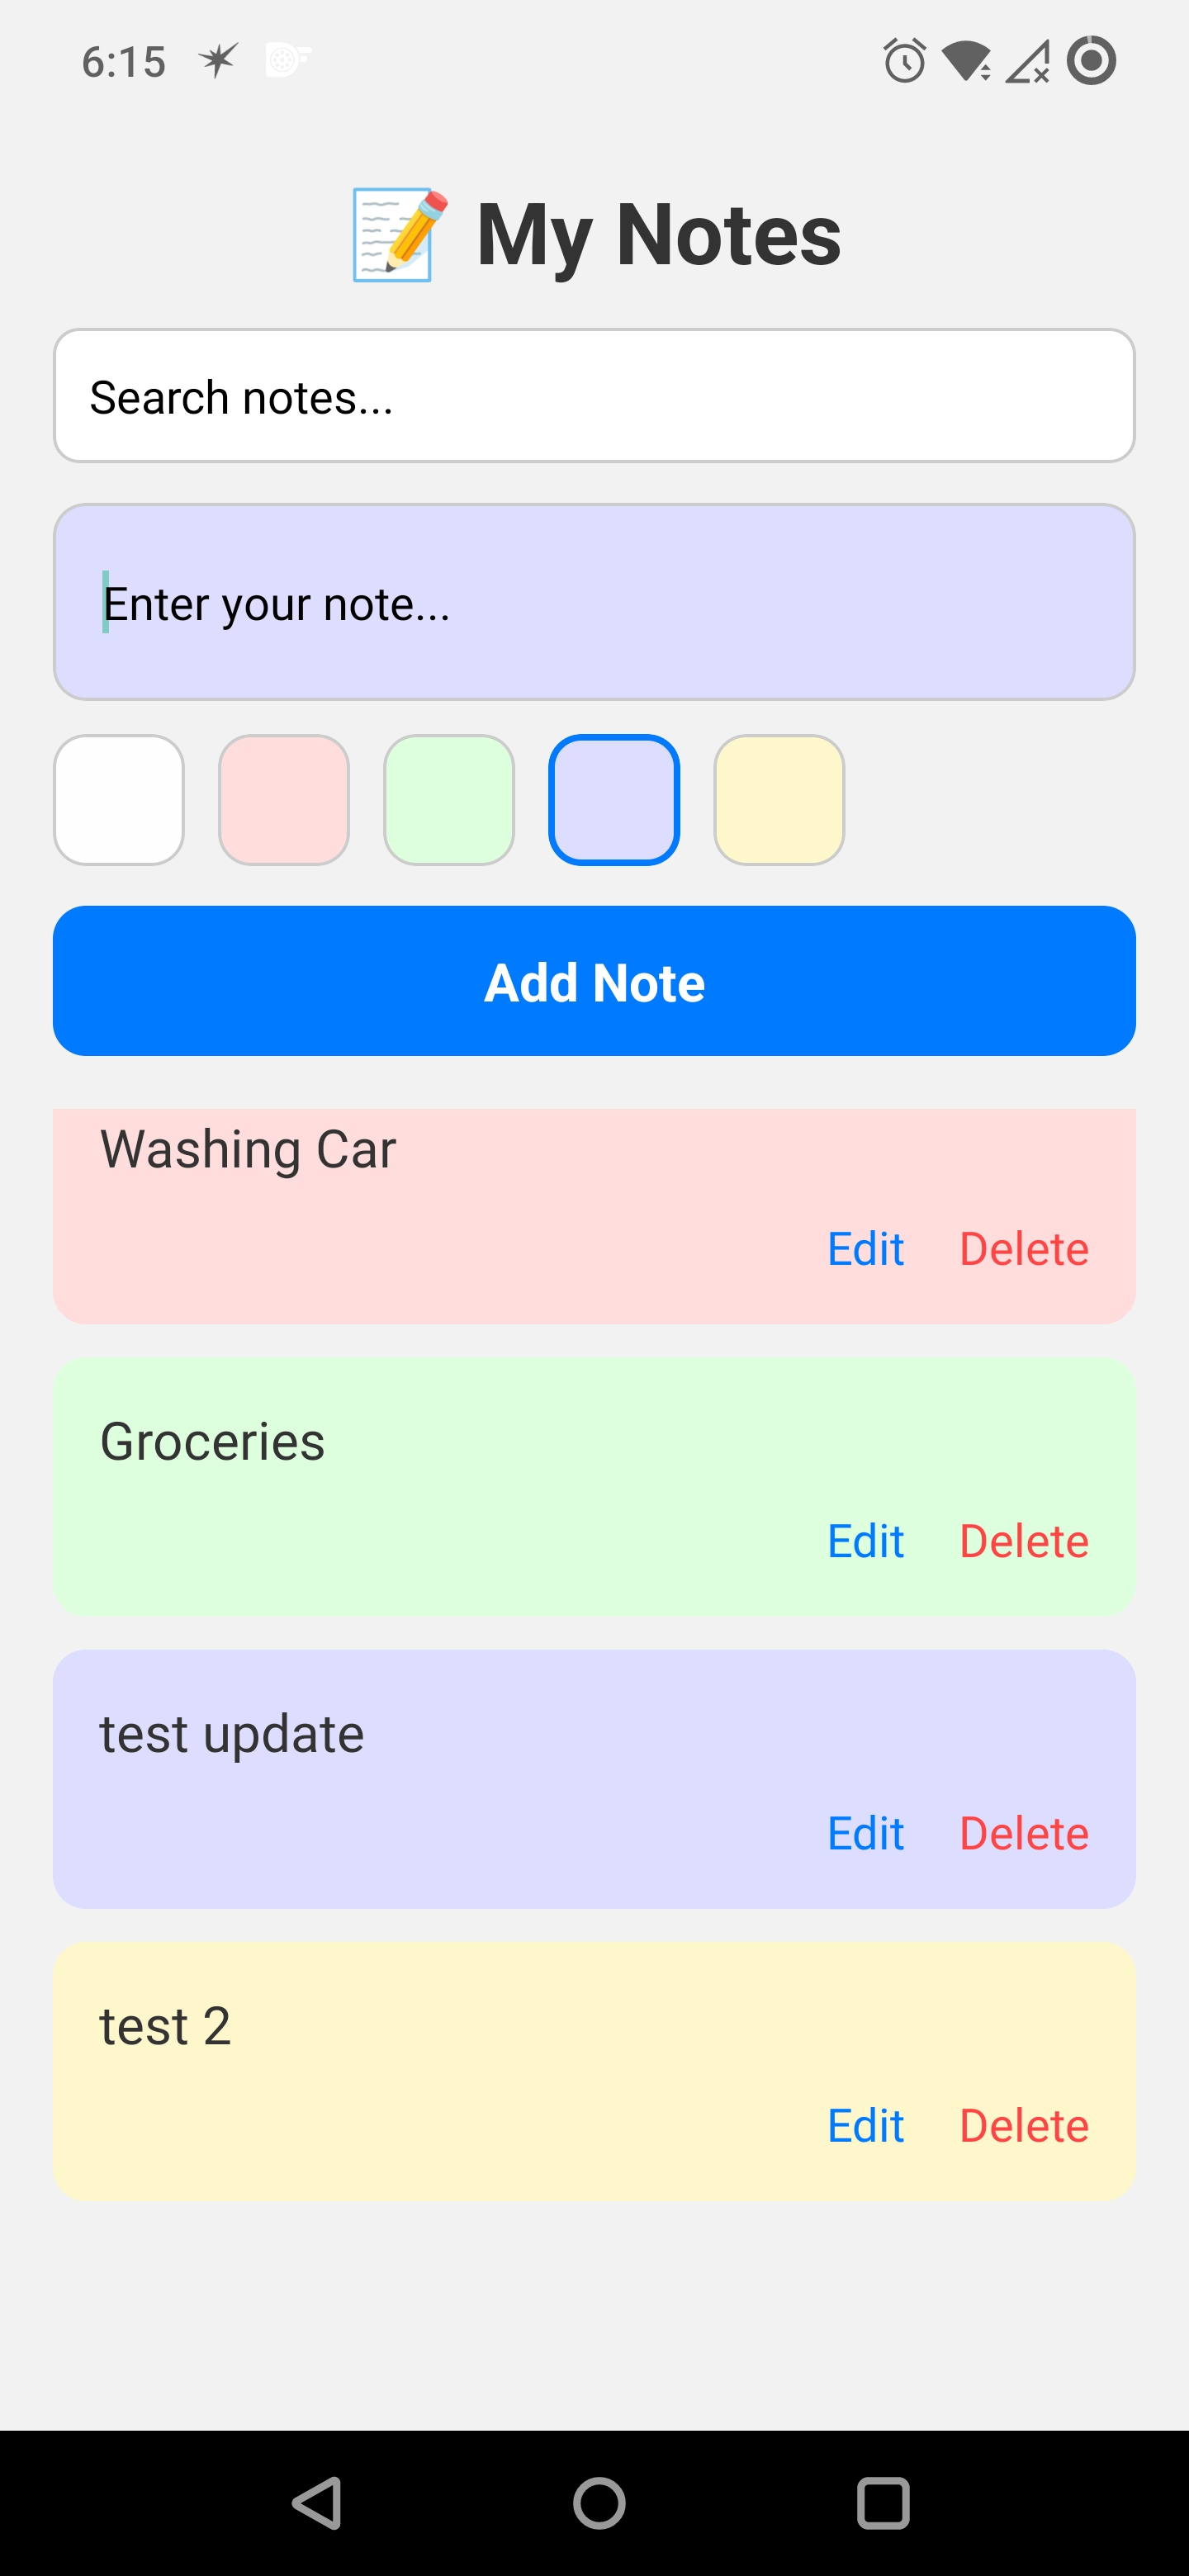 6:15
📝 My Notes
Search notes...
Enter your note...
Add Note
Washing Car
Edit Delete
Groceries
Edit Delete
test update
Edit Delete
test 2
Edit Delete